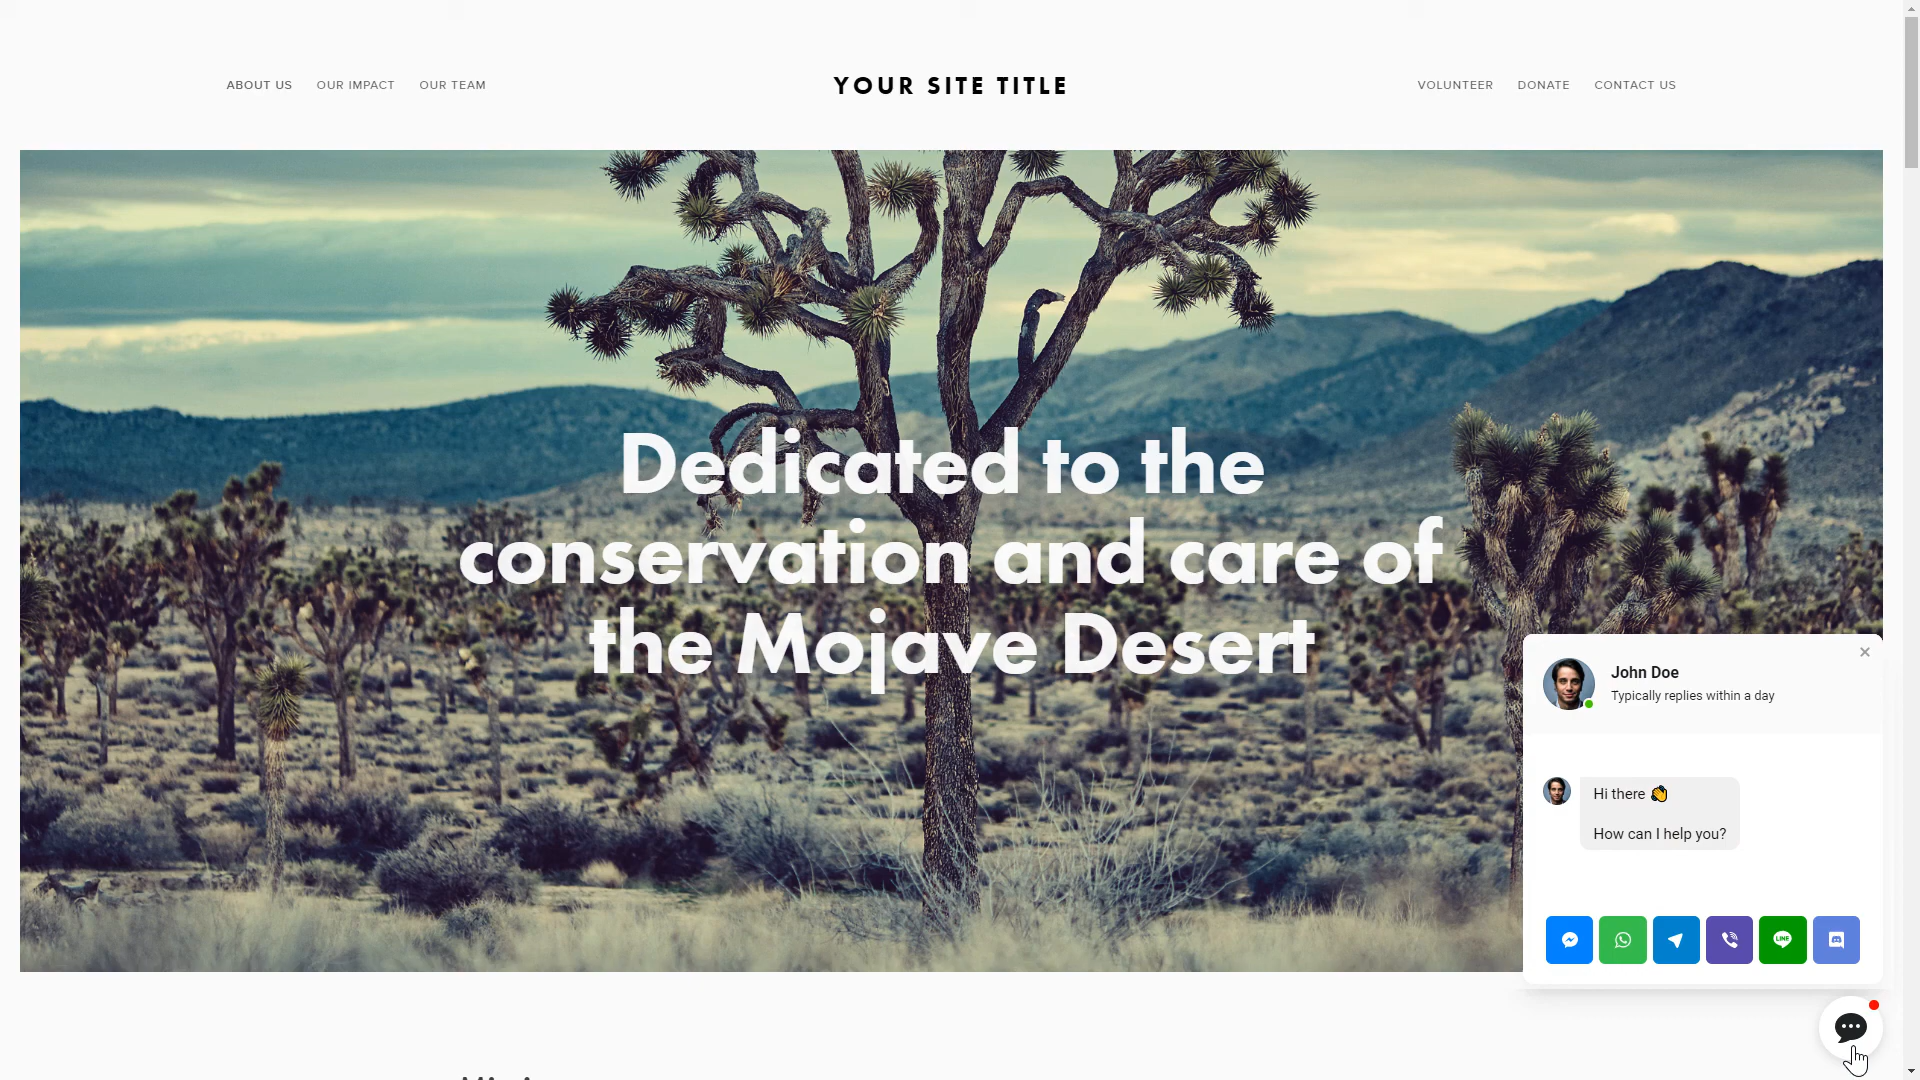 ABOUT US
OUR IMPACT
OUR TEAM
YOUR SITE TITLE
VOLUNTEER
DONATE
CONTACT US
Dedicated to the
conservation and care of
the Mojave Desert
John Doe
Typically replies within a day
Hi there 👋
How can I help you?
LINE